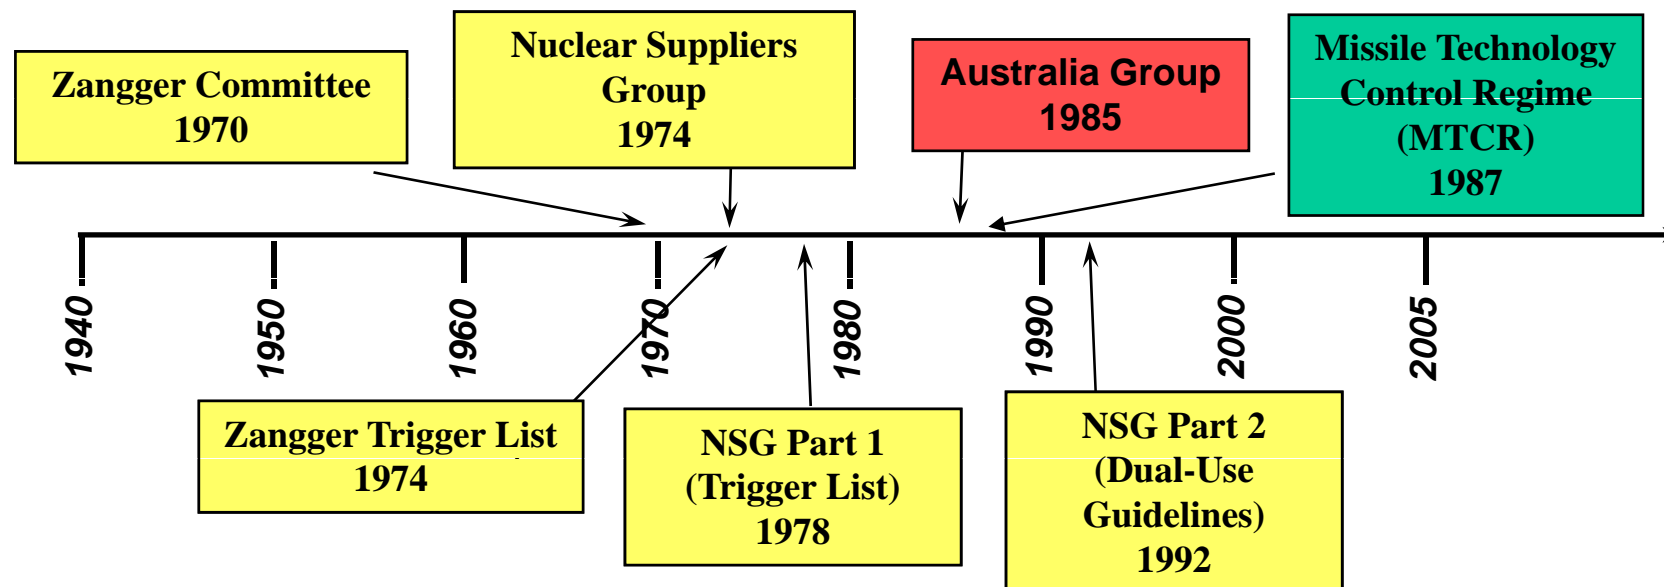 Zangger Committee
1970
Nuclear Suppliers
Group
1974
Australia Group
1985
Missile Technology
Control Regime
(MTCR)
1987
1940
1950
1960
1970
1980
1990
2000
2005
Zangger Trigger List
1974
NSG Part 1
(Trigger List)
1978
NSG Part 2
(Dual-Use
Guidelines)
1992